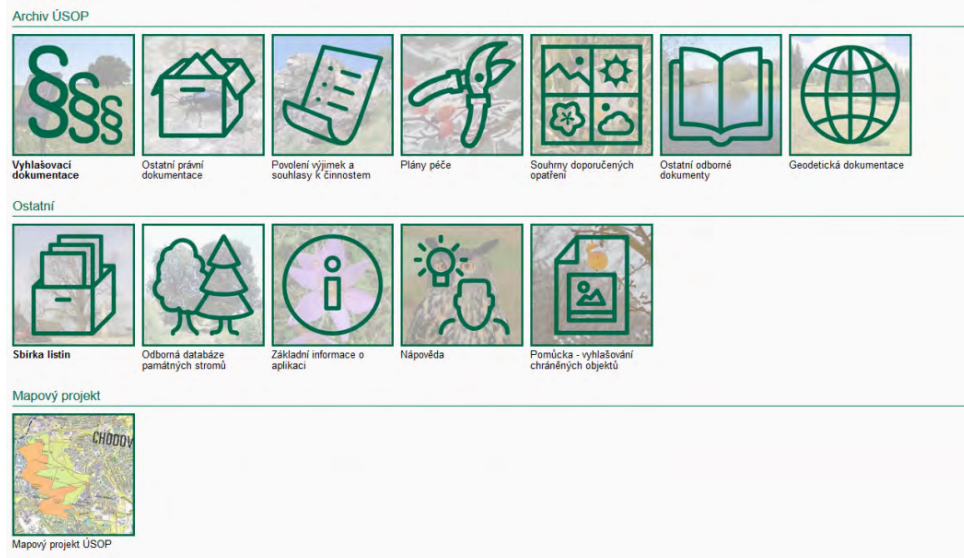 Archiv ÚSOP
Vyhlašovací
dokumentace
Ostatní právní
dokumentace
Povolení výjimek a
souhlasy k činnostem
Plány péče
Souhrny doporučených
opatření
Ostatní odborné
dokumenty
Geodetická dokumentace
Ostatní
Sbírka listin
Odborná databáze
památných stromů
Základní informace o
aplikaci
Nápověda
Pomůcka - vyhlašování
chráněných objektů
Mapový projekt
CHODOV
Mapový projekt ÚSOP